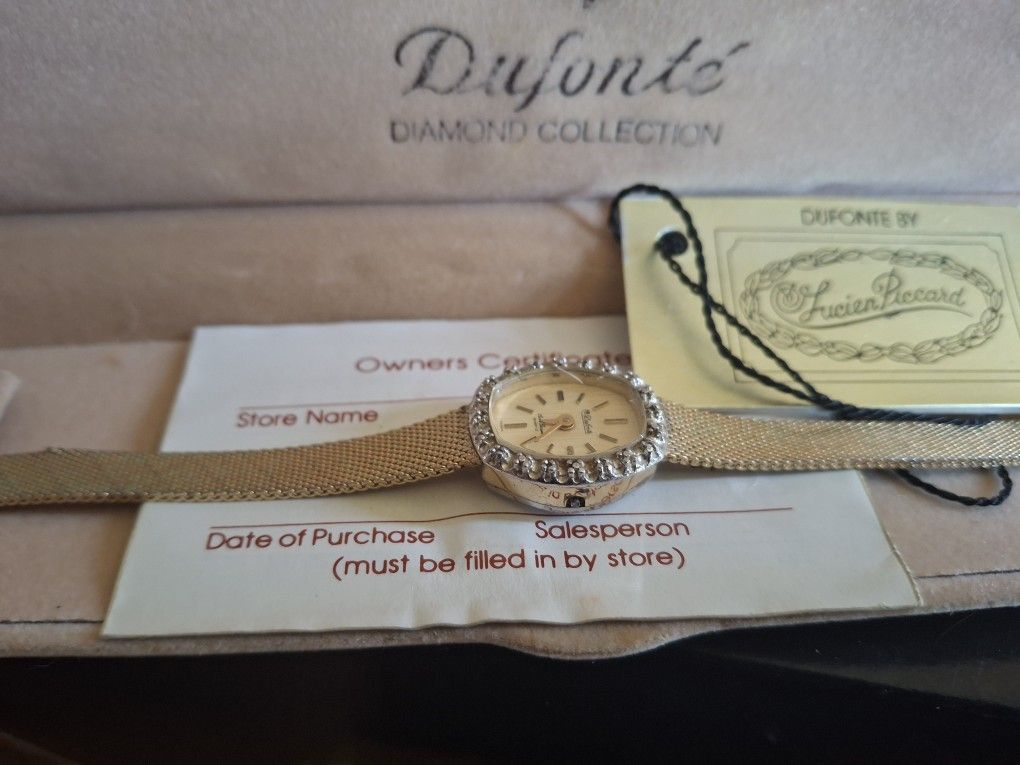 Dufonté
DIAMOND COLLECTION
DUFONTE BY
Lucien Piccard
Owners Certificate
Store Name
Date of Purchase Salesperson
(must be filled in by store)